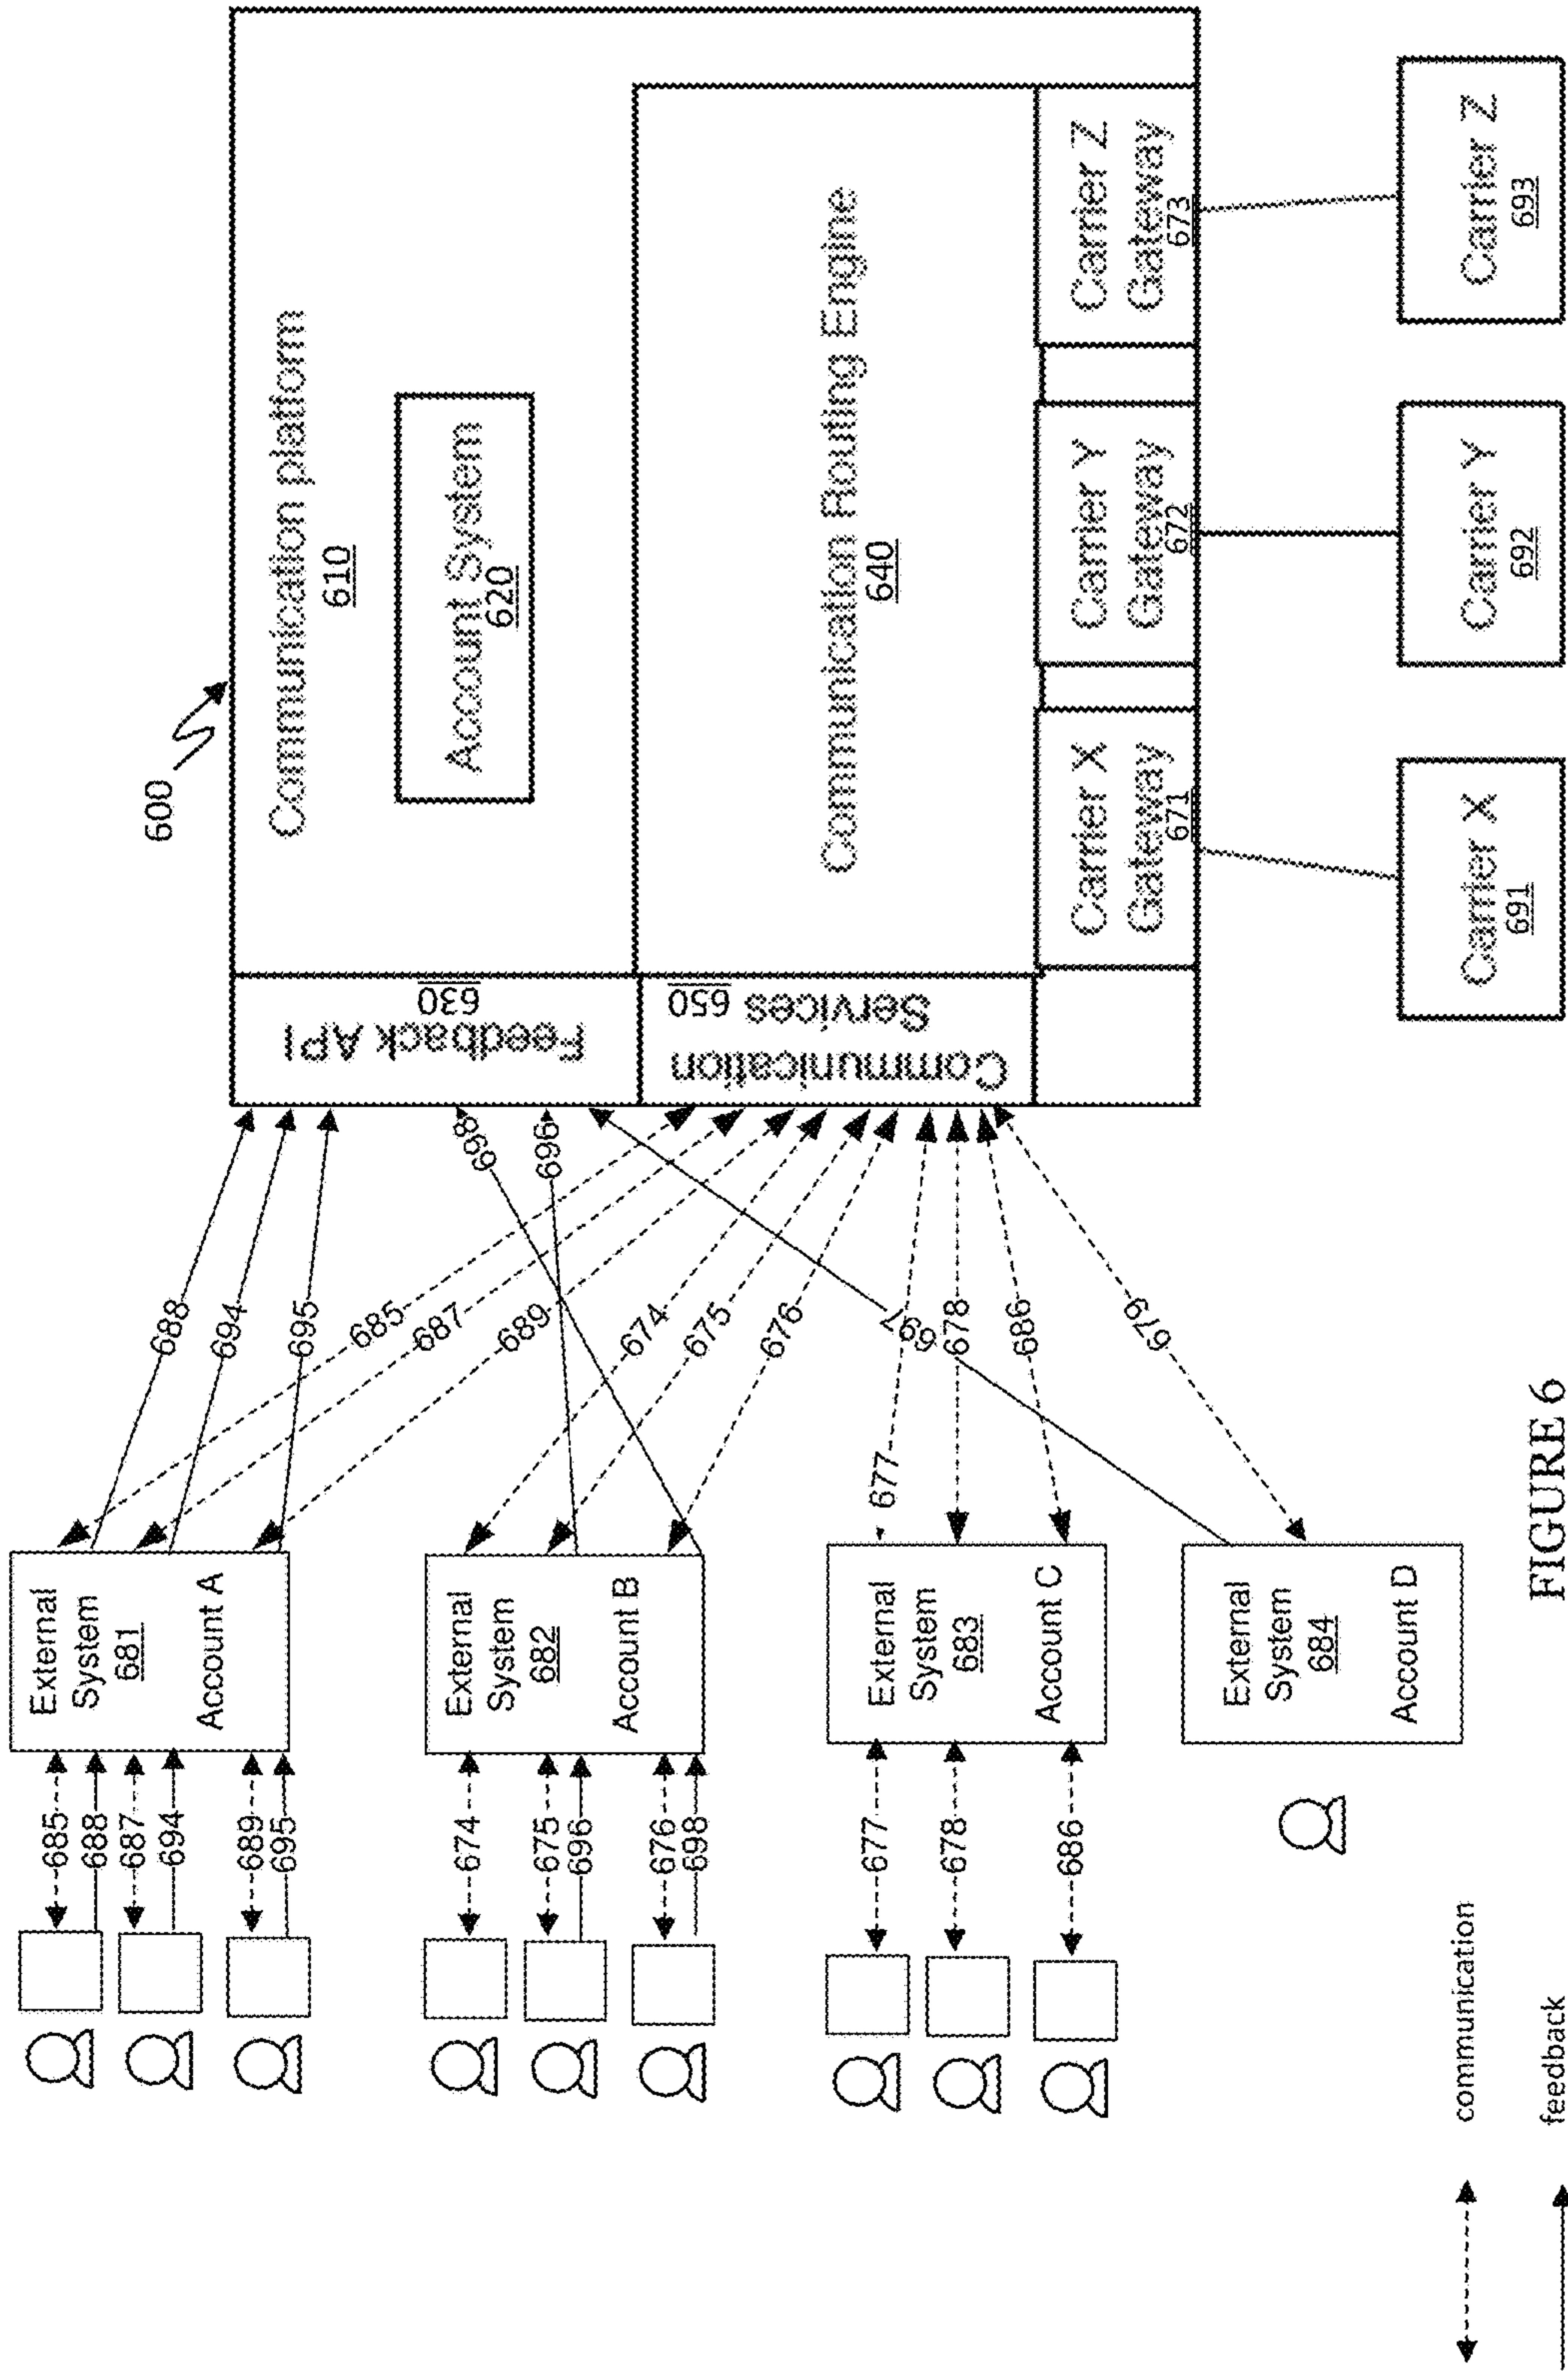 600
Communication platform
610
Account System
620
Feedback API
630
Communication Routing Engine
640
Communication
Services 650
Carrier X
Gateway
671
Carrier Y
Gateway
672
Carrier Z
Gateway
673
Carrier X
691
Carrier Y
692
Carrier Z
693
688
694
695
685
687
689
698
696
674
675
676
677
697
678
686
679
External
System
681
Account A
External
System
682
Account B
External
System
683
Account C
External
System
684
Account D
685
688
687
694
689
695
674
675
696
676
698
677
678
686
communication
feedback
FIGURE 6